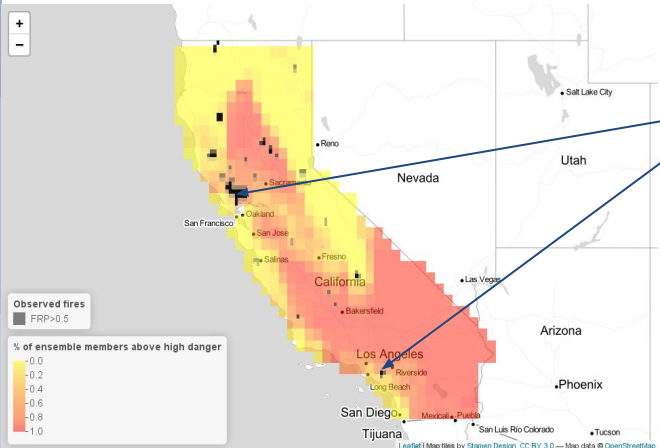 +
−
Salt Lake City
Reno
Utah
Nevada
Sacramento
Oakland
San Francisco
San Jose
Salinas
Fresno
California
Las Vegas
Observed fires
FRP>0.5
Bakersfield
Arizona
% of ensemble members above high danger
0.0
0.2
0.4
0.6
0.8
1.0
Los Angeles
Riverside
Long Beach
Phoenix
San Diego
Mexicali
Puebla
San Luis Río Colorado
Tijuana
Tucson
Leaflet | Map tiles by Stamen Design, CC BY 3.0 — Map data © OpenStreetMap